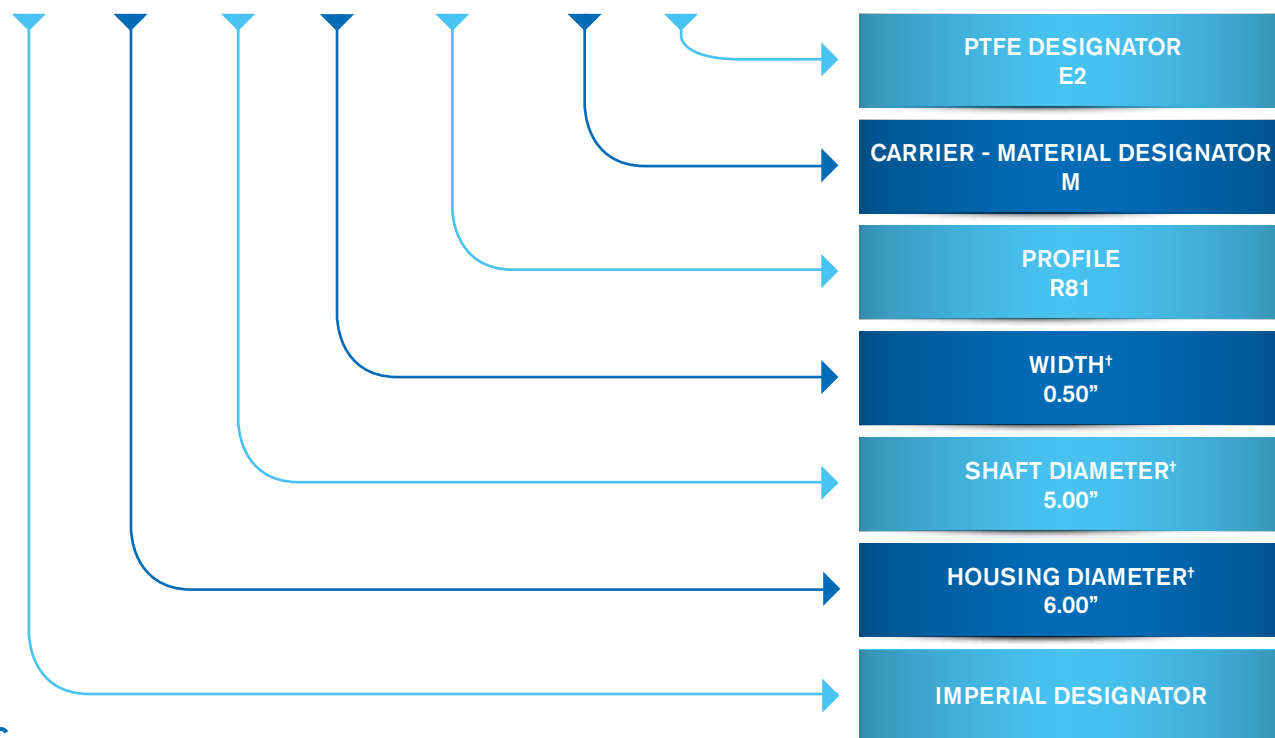 PTFE DESIGNATOR
E2
CARRIER - MATERIAL DESIGNATOR
M
PROFILE
R81
WIDTH†
0.50”
SHAFT DIAMETER†
5.00”
HOUSING DIAMETER†
6.00”
IMPERIAL DESIGNATOR